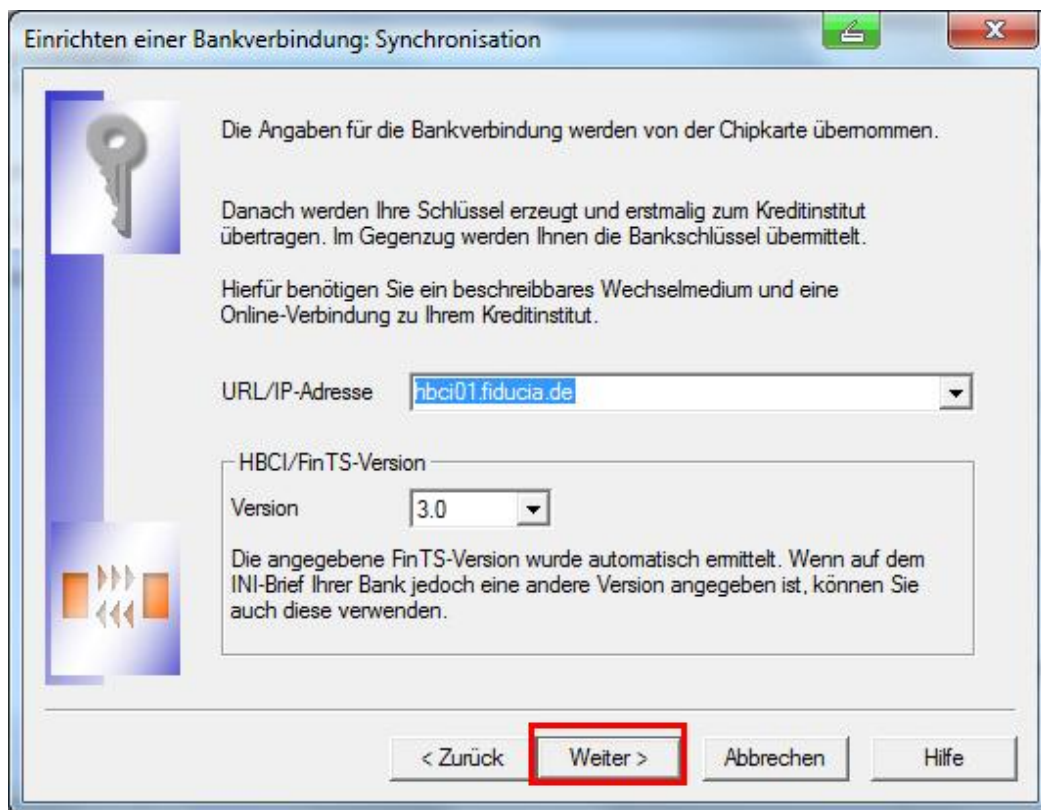 Einrichten einer Bankverbindung: Synchronisation
Die Angaben für die Bankverbindung werden von der Chipkarte übernommen.
Danach werden Ihre Schlüssel erzeugt und erstmalig zum Kreditinstitut
übertragen. Im Gegenzug werden Ihnen die Bankschlüssel übermittelt.
Hierfür benötigen Sie ein beschreibbares Wechselmedium und eine
Online-Verbindung zu Ihrem Kreditinstitut.
URL/IP-Adresse hbci01.fiducia.de
HBCI/FinTS-Version
Version 3.0
Die angegebene FinTS-Version wurde automatisch ermittelt. Wenn auf dem
INI-Brief Ihrer Bank jedoch eine andere Version angegeben ist, können Sie
auch diese verwenden.
< Zurück Weiter > Abbrechen Hilfe